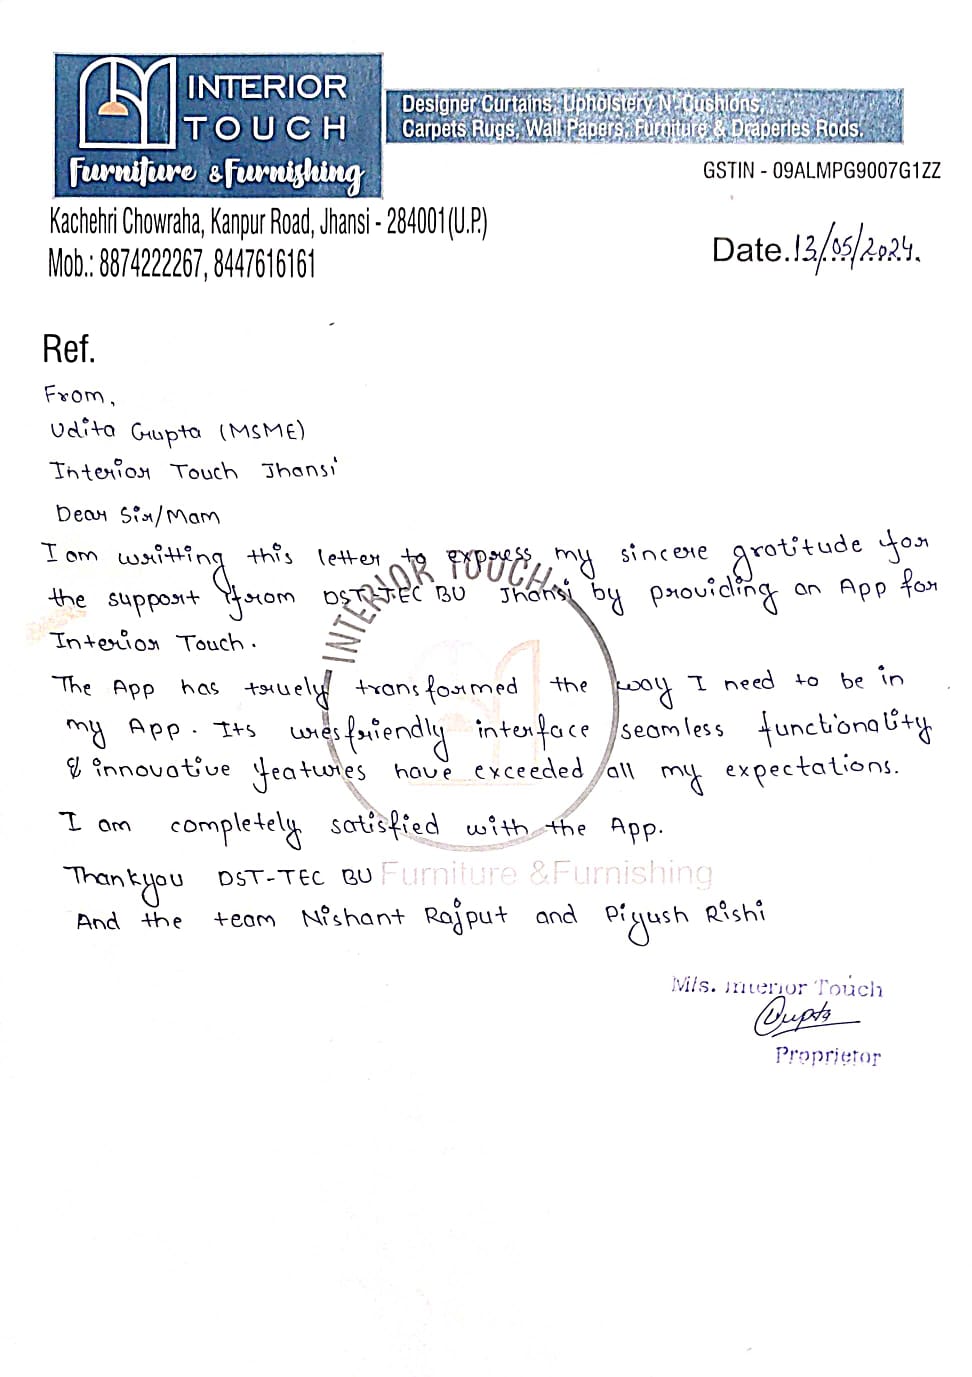 INTERIOR
TOUCH
Furniture & Furnishing
Designer Curtains, Upholstery N Cushions,
Carpets Rugs, Wall Papers, Furniture & Draperies Rods.
GSTIN - 09ALMPG9007G1ZZ
Kachehri Chowraha, Kanpur Road, Jhansi - 284001(U.P.)
Mob.: 8874222267, 8447616161
Date.13/05/2024.
Ref.
From,
Udita Gupta (MSME)
Interior Touch Jhansi
Dear Sir/Mam
I am writting this letter to express my sincere gratitude for
the support from DST-TEC BU Jhansi by providing an App for
Interior Touch.
The App has truely transformed the way I need to be in
my App. Its uresfriendly interface seamless functionality
& innovative featuries have exceeded all my expectations.
I am completely satisfied with the App.
Thankyou DST-TEC BU
And the team Nishant Rajput and Piyush Rishi
INTERIOR TOUCH
Furniture & Furnishing
M/s. Interior Touch
Gupta
Proprietor